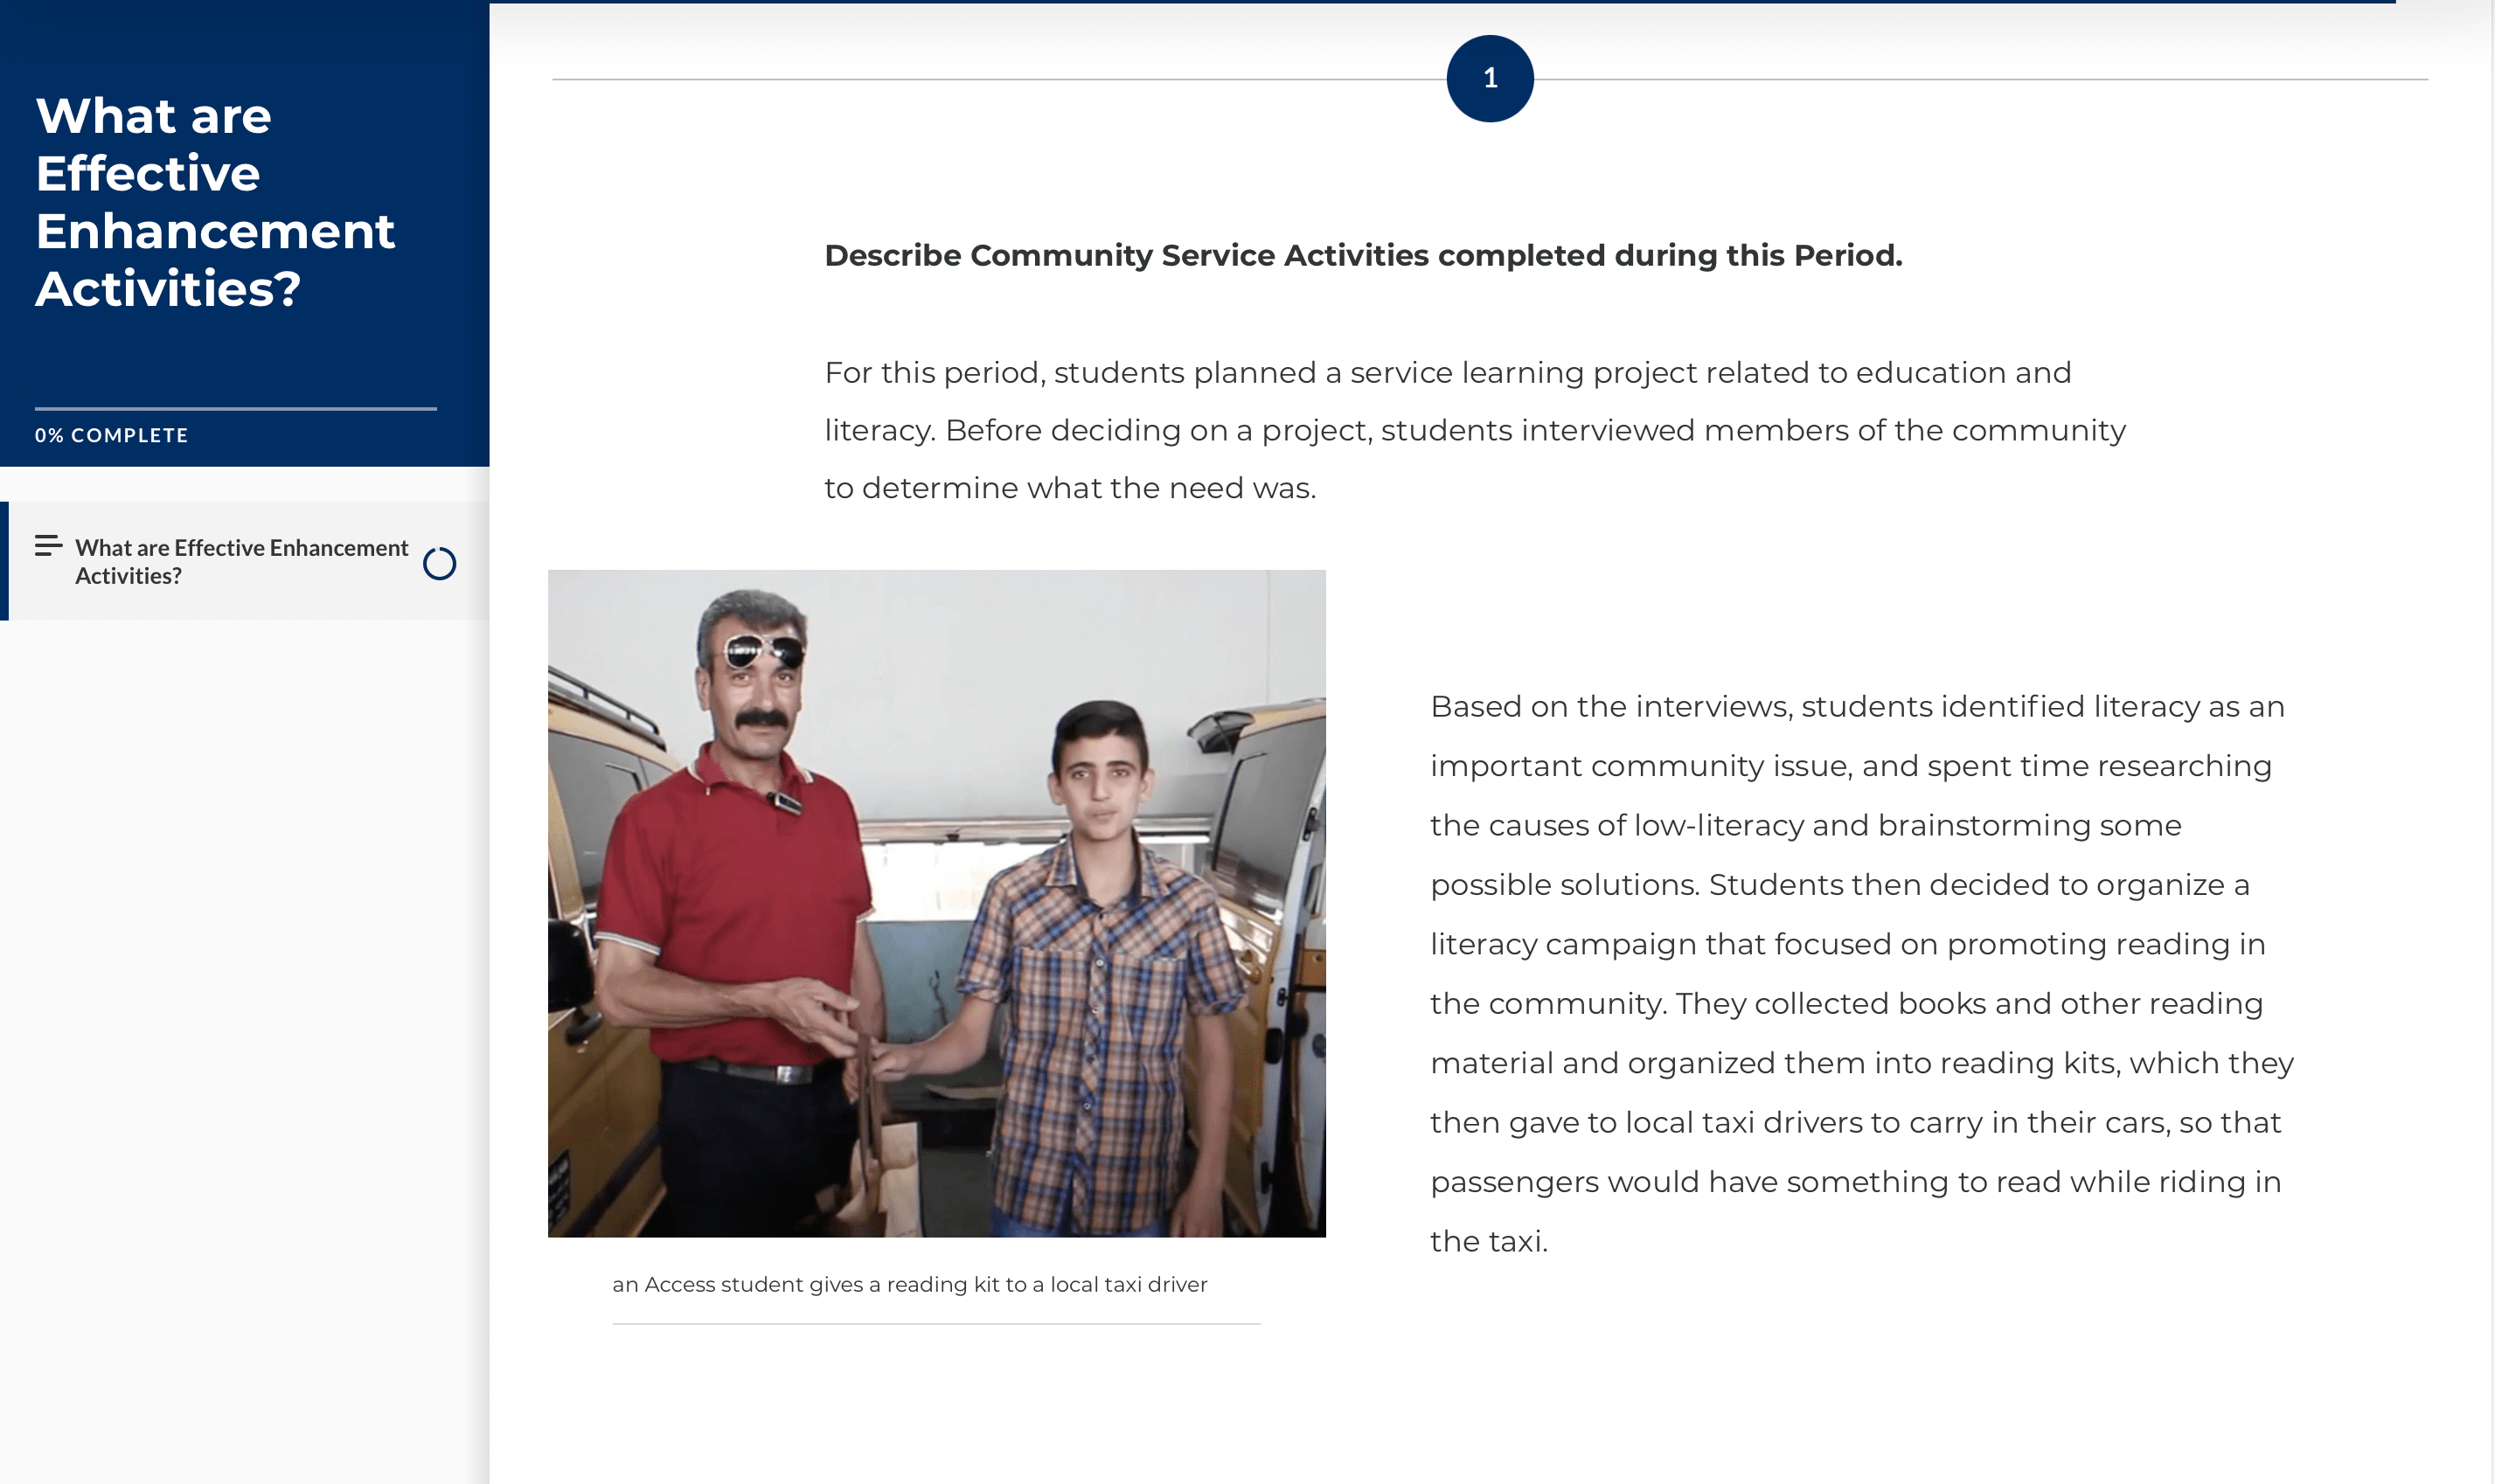 What are
Effective
Enhancement
Activities?
0% COMPLETE
What are Effective Enhancement
Activities?
1
Describe Community Service Activities completed during this Period.
For this period, students planned a service learning project related to education and
literacy. Before deciding on a project, students interviewed members of the community
to determine what the need was.
an Access student gives a reading kit to a local taxi driver
Based on the interviews, students identified literacy as an
important community issue, and spent time researching
the causes of low-literacy and brainstorming some
possible solutions. Students then decided to organize a
literacy campaign that focused on promoting reading in
the community. They collected books and other reading
material and organized them into reading kits, which they
then gave to local taxi drivers to carry in their cars, so that
passengers would have something to read while riding in
the taxi.